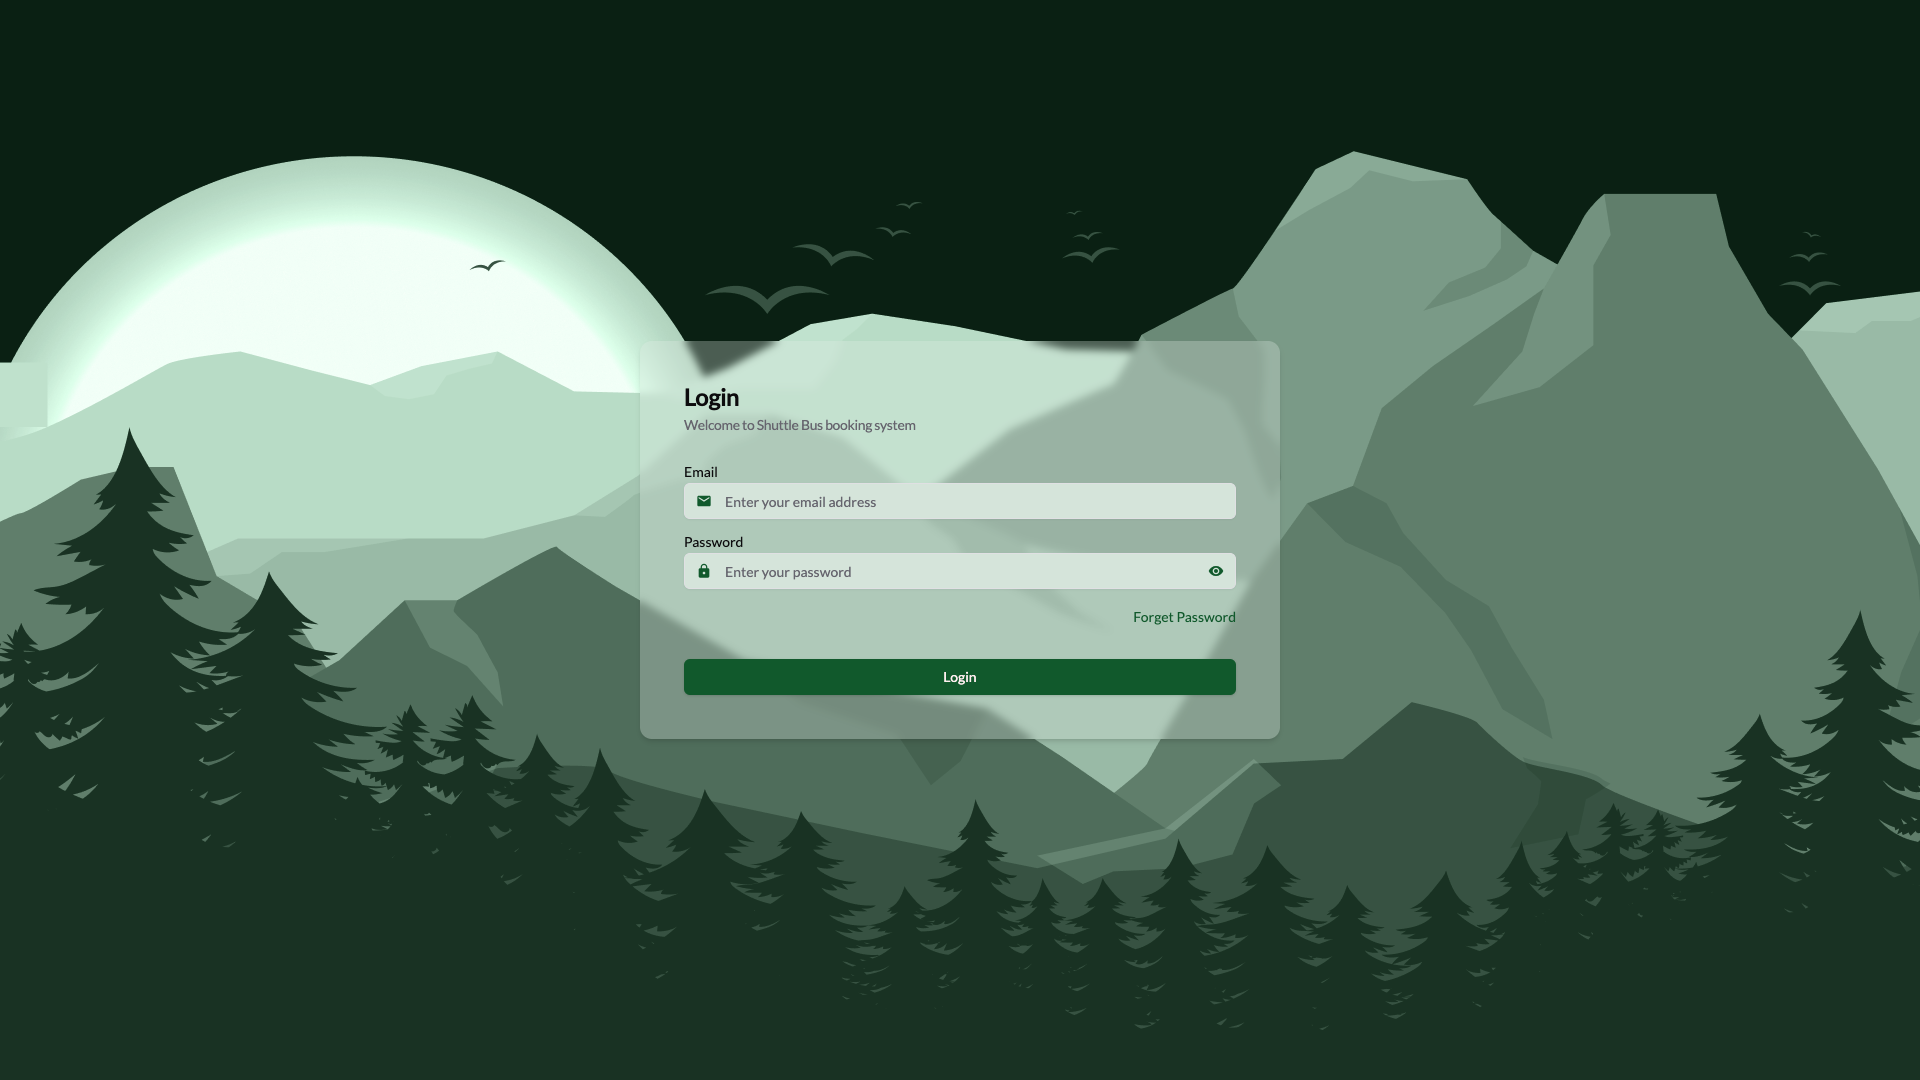 Login
Welcome to Shuttle Bus booking system
Email
Enter your email address
Password
Enter your password
Forget Password
Login